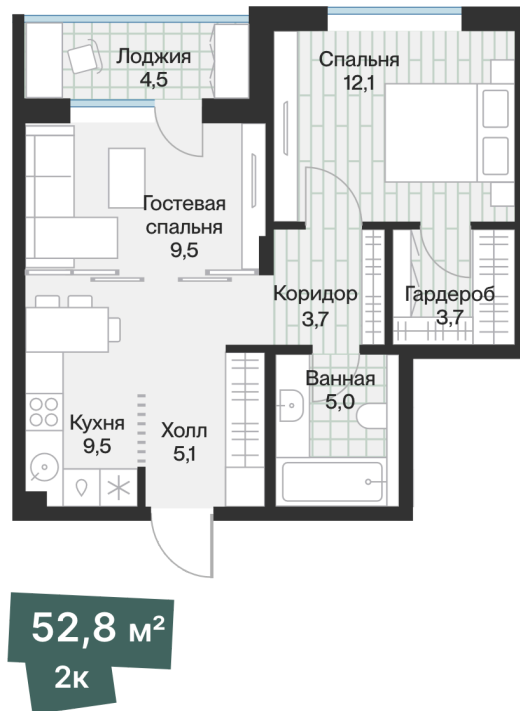 Лоджия
4,5
Спальня
12,1
Гостевая
спальня
9,5
Коридор
3,7
Гардероб
3,7
Ванная
5,0
Кухня
9,5
Холл
5,1
52,8 м²
2к